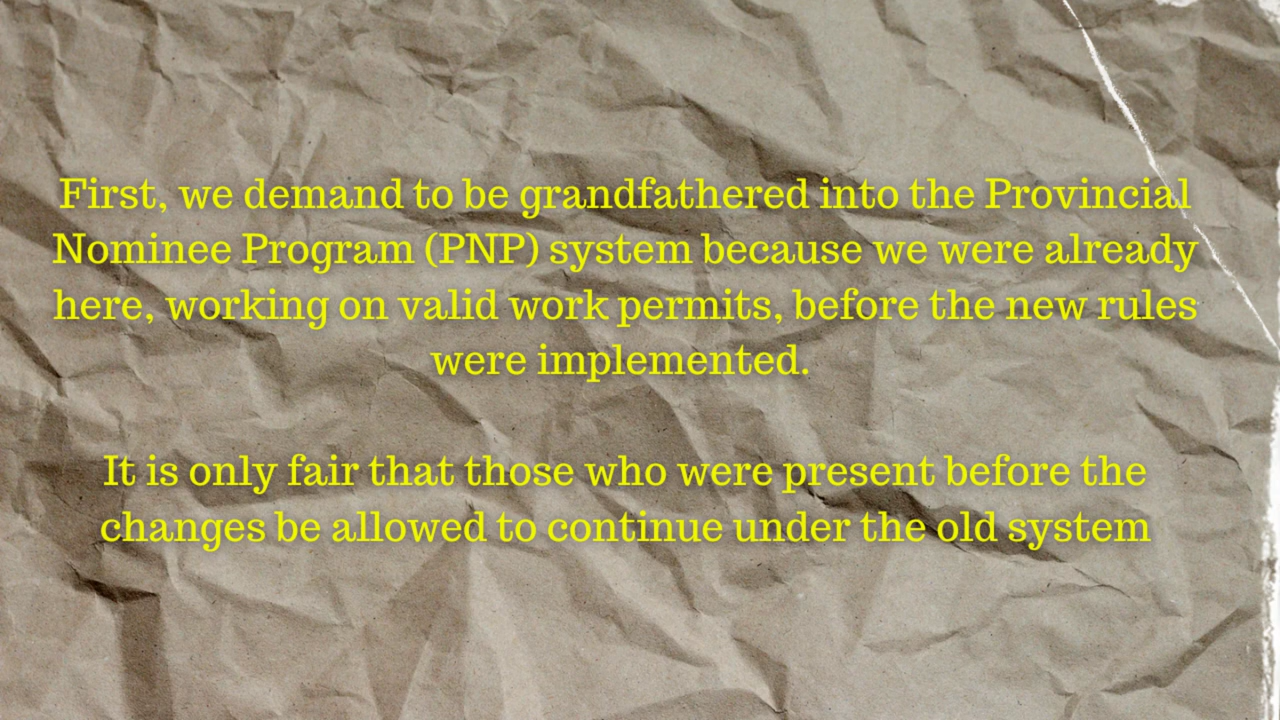 First, we demand to be grandfathered into the Provincial
Nominee Program (PNP) system because we were already
here, working on valid work permits, before the new rules
were implemented.
It is only fair that those who were present before the
changes be allowed to continue under the old system